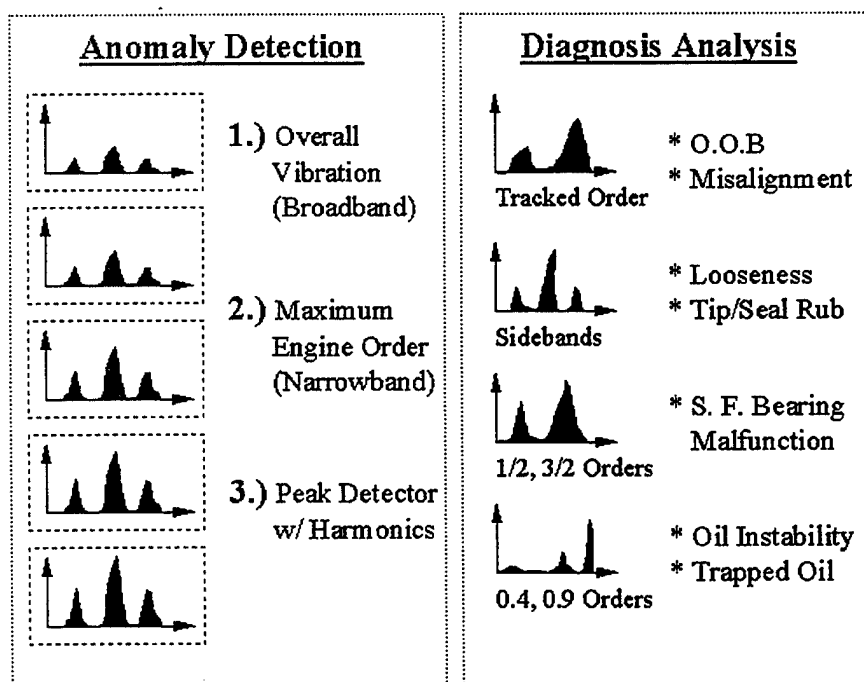 Anomaly Detection
1.) Overall
Vibration
(Broadband)
2.) Maximum
Engine Order
(Narrowband)
3.) Peak Detector
w/ Harmonics
Diagnosis Analysis
Tracked Order
* O.O.B
* Misalignment
Sidebands
* Looseness
* Tip/Seal Rub
1/2, 3/2 Orders
* S. F. Bearing
Malfunction
0.4, 0.9 Orders
* Oil Instability
* Trapped Oil